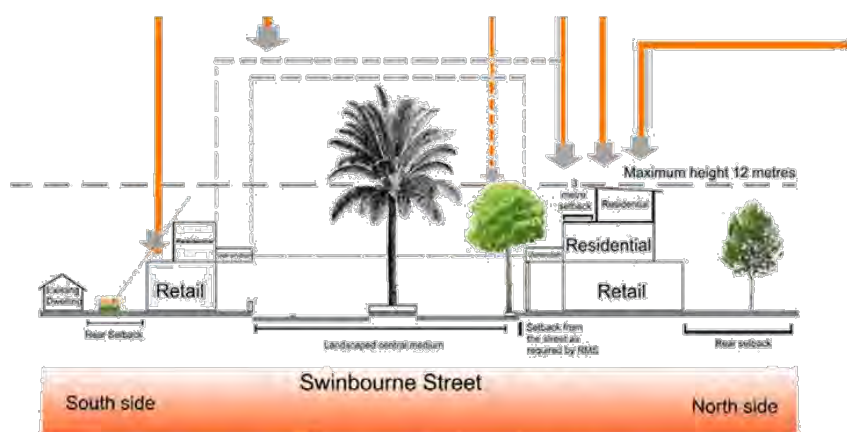 Maximum height 12 metres
3
metre
setback
Residential
Residential
Residential
Retail
Retail
Existing
Dwelling
Rear Setback
Landscaped central medium
Setback from
the street as
required by RMS
Rear setback
Swinbourne Street
South side
North side